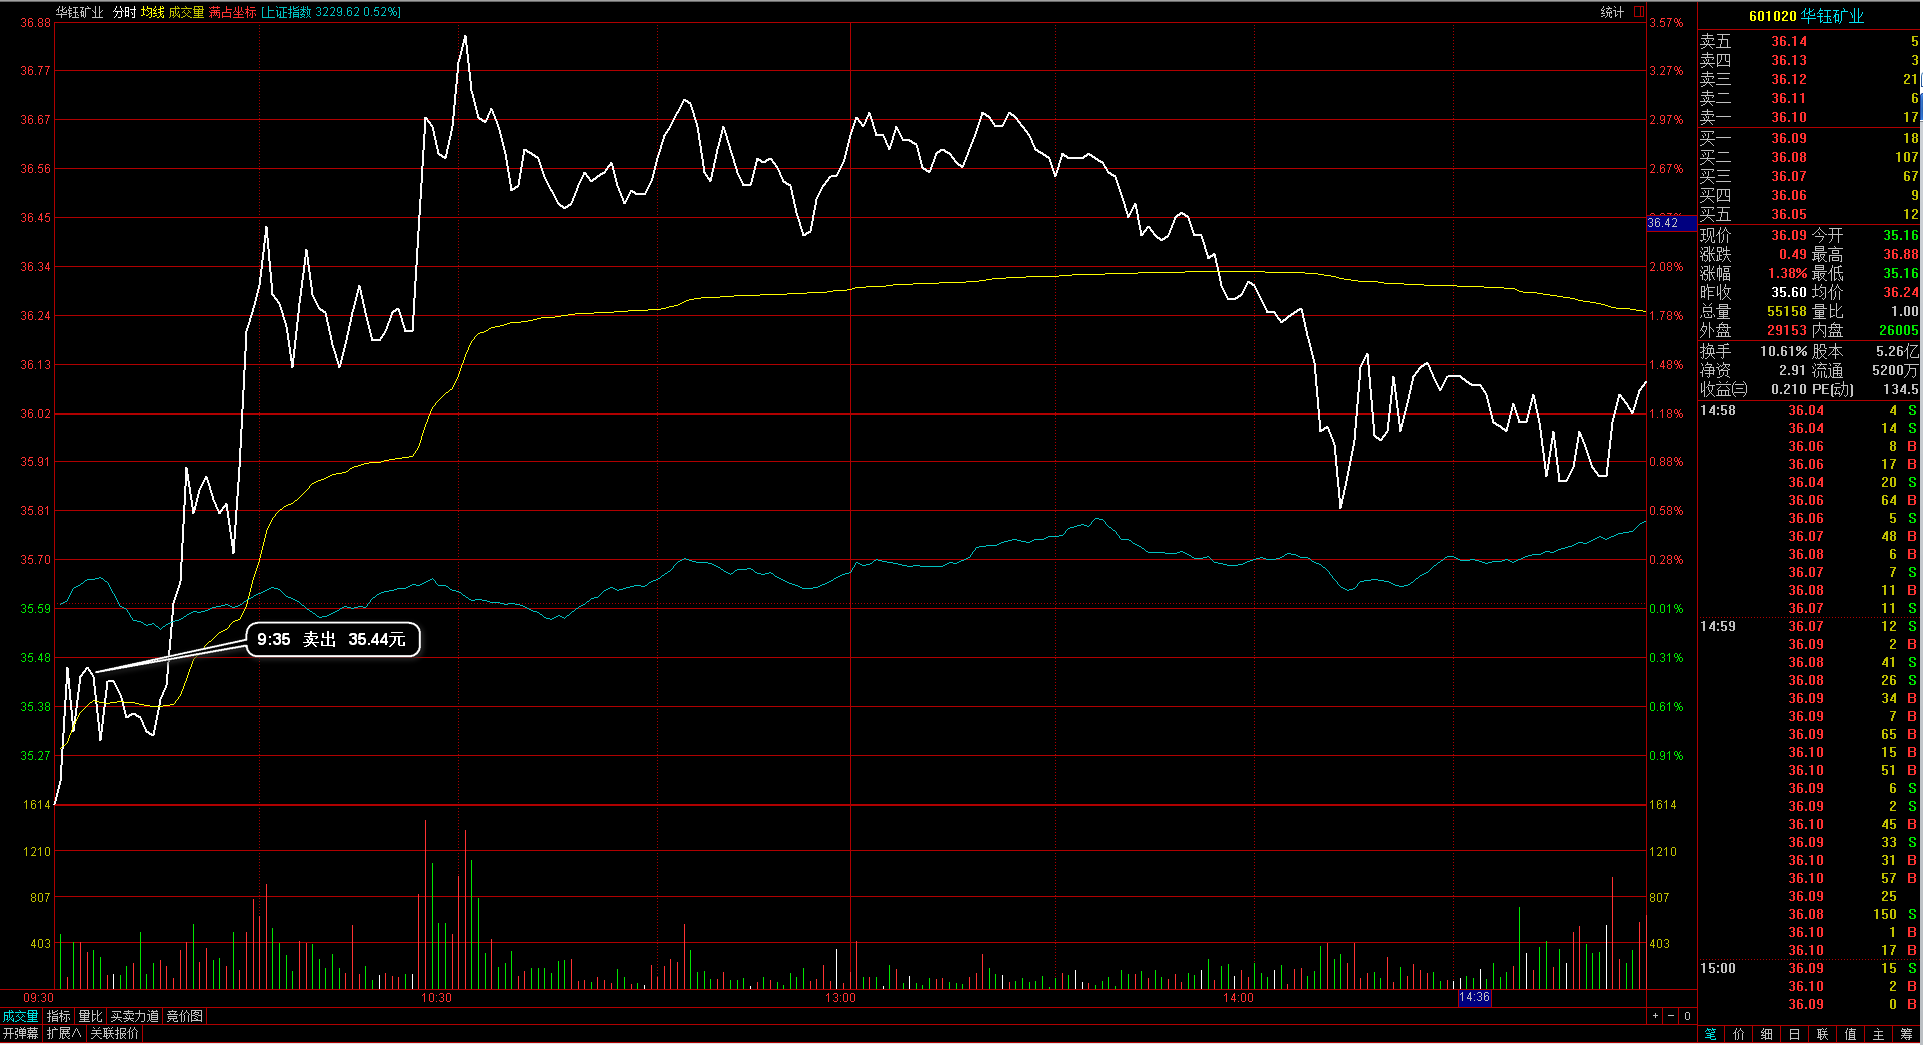 华钰矿业 分时 均线 成交量 满占坐标 [上证指数 3229.62 0.52%]
统计
36.88
36.77
36.67
36.56
36.45
36.34
36.24
36.13
36.02
35.91
35.81
35.70
35.59
35.48
35.38
35.27
1614
1210
807
403
9:35 卖出 35.44元
3.57%
3.27%
2.97%
2.67%
36.42
2.08%
1.78%
1.48%
1.18%
0.88%
0.58%
0.28%
0.01%
0.31%
0.61%
0.91%
1614
1210
807
403
09:30 10:30 13:00 14:00 14:36
成交量 指标 量比 买卖力道 竞价图
+ - 0
开弹幕 扩展∧ 关联报价
601020 华钰矿业
卖五 36.14 5
卖四 36.13 3
卖三 36.12 21
卖二 36.11 6
卖一 36.10 17
买一 36.09 18
买二 36.08 107
买三 36.07 67
买四 36.06 9
买五 36.05 12
现价 36.09 今开 35.16
涨跌 0.49 最高 36.88
涨幅 1.38% 最低 35.16
昨收 35.60 均价 36.24
总量 55158 量比 1.00
外盘 29153 内盘 26005
换手 10.61% 股本 5.26亿
净资 2.91 流通 5200万
收益(三) 0.210 PE(动) 134.5
14:58 36.04 4 S
36.04 14 S
36.06 8 B
36.06 17 B
36.04 20 S
36.06 64 B
36.06 5 S
36.07 48 B
36.08 6 B
36.07 7 S
36.08 11 B
36.07 11 S
14:59 36.07 12 S
36.09 2 B
36.08 41 S
36.08 26 S
36.09 34 B
36.09 7 B
36.09 65 B
36.10 15 B
36.10 51 B
36.09 6 S
36.09 2 S
36.10 45 B
36.09 33 S
36.10 31 B
36.10 57 B
36.09 25
36.08 150 S
36.10 1 B
36.10 17 B
15:00 36.09 15 S
36.10 2 B
36.09 0 B
笔 价 细 日 联 值 主 筹